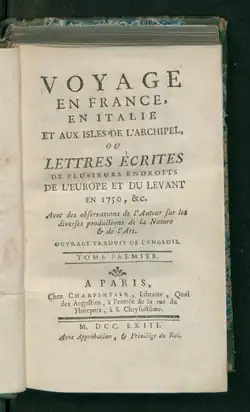 VOYAGE
EN FRANCE,
EN ITALIE
ET AUX ISLES DE L'ARCHIPEL,
OU
LETTRES ÉCRITES
DE PLUSIEURS ENDROITS
DE L'EUROPE ET DU LEVANT
EN 1750, &c.
Avec des observations de l'Auteur sur les
diverses productions de la Nature
& de l'Art.
OUVRAGE TRADUIT DE L'ANGLOIS.
TOME PREMIER.
A PARIS,
Chez CHARPENTIER, Libraire, Quai
des Augustins, à l'entrée de la rue du
Hurepoix, à S. Chrysostome.
M. DCC. LXIII.
Avec Approbation, & Privilége du Roi.